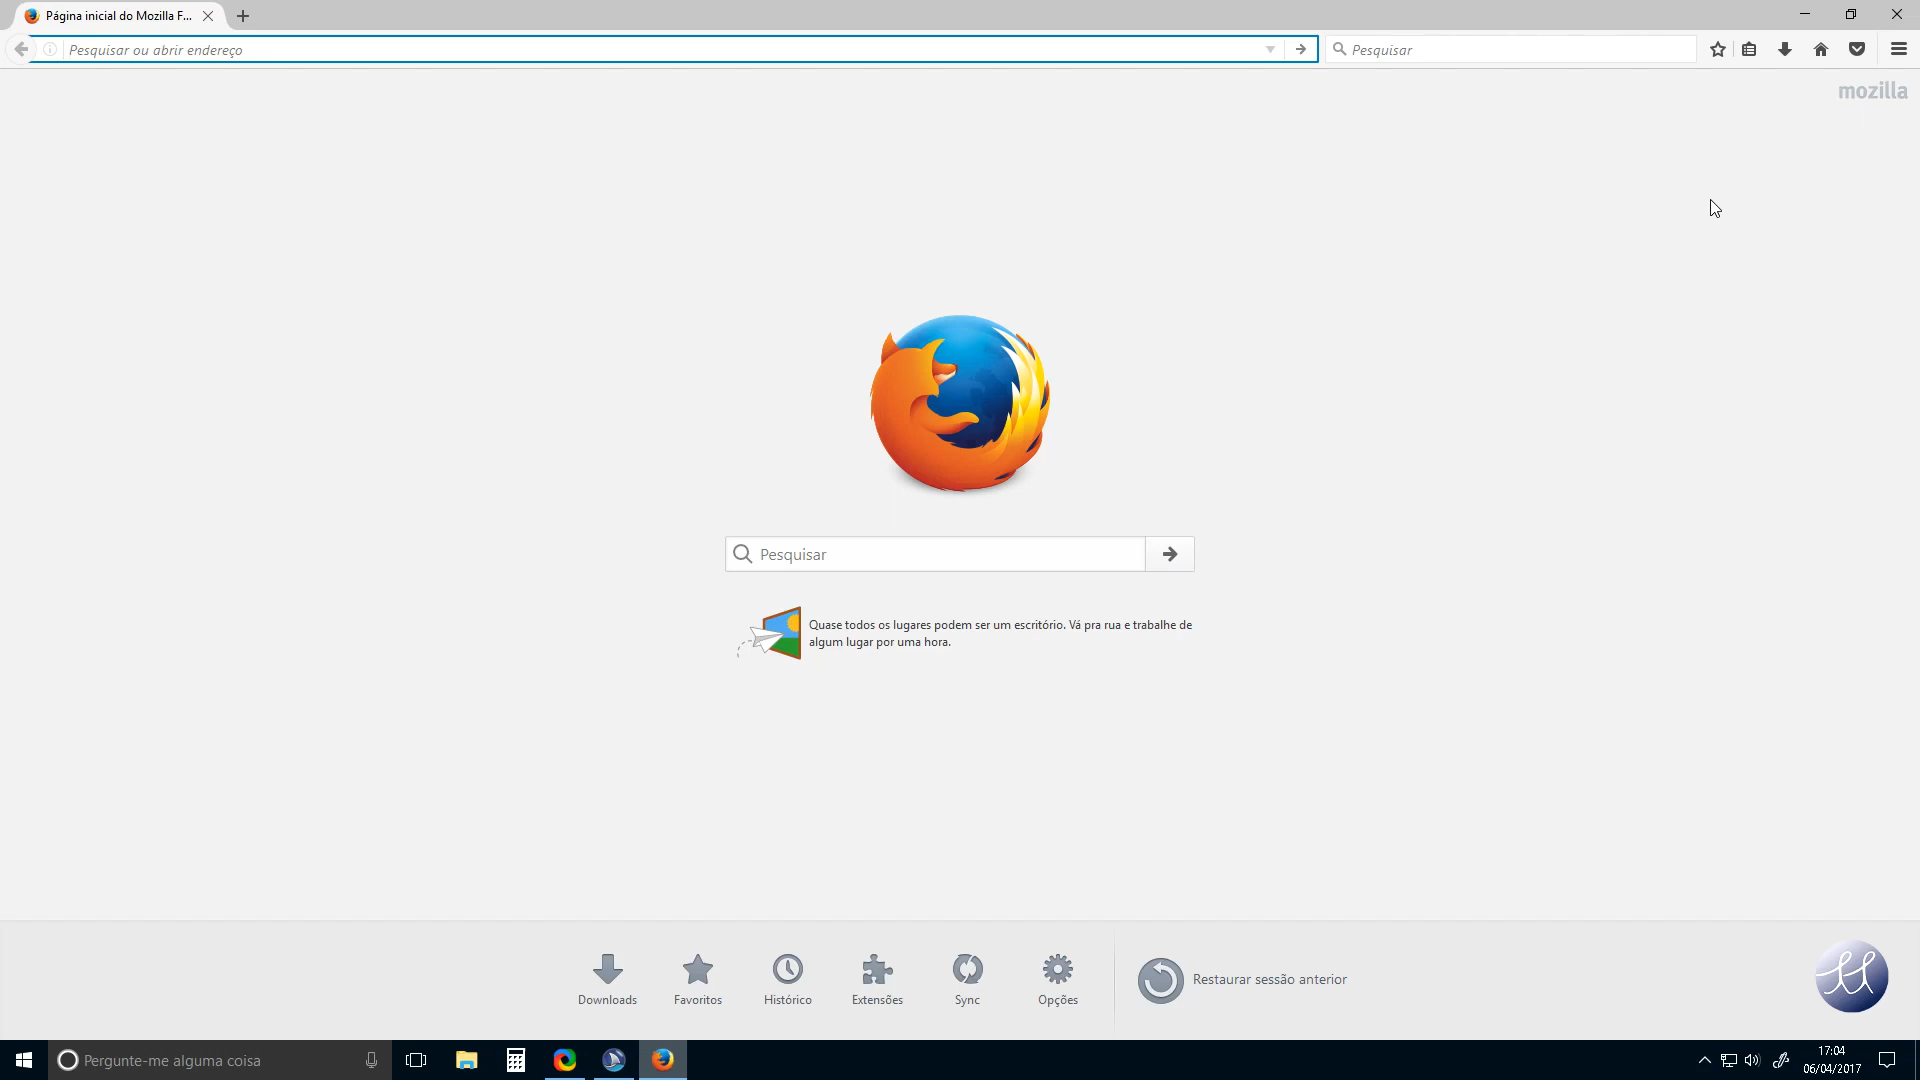 Página inicial do Mozilla F...
Pesquisar ou abrir endereço
Pesquisar
mozilla
Pesquisar
Quase todos os lugares podem ser um escritório. Vá pra rua e trabalhe de
algum lugar por uma hora.
Downloads
Favoritos
Histórico
Extensões
Sync
Opções
Restaurar sessão anterior
Pergunte-me alguma coisa
17:04
06/04/2017